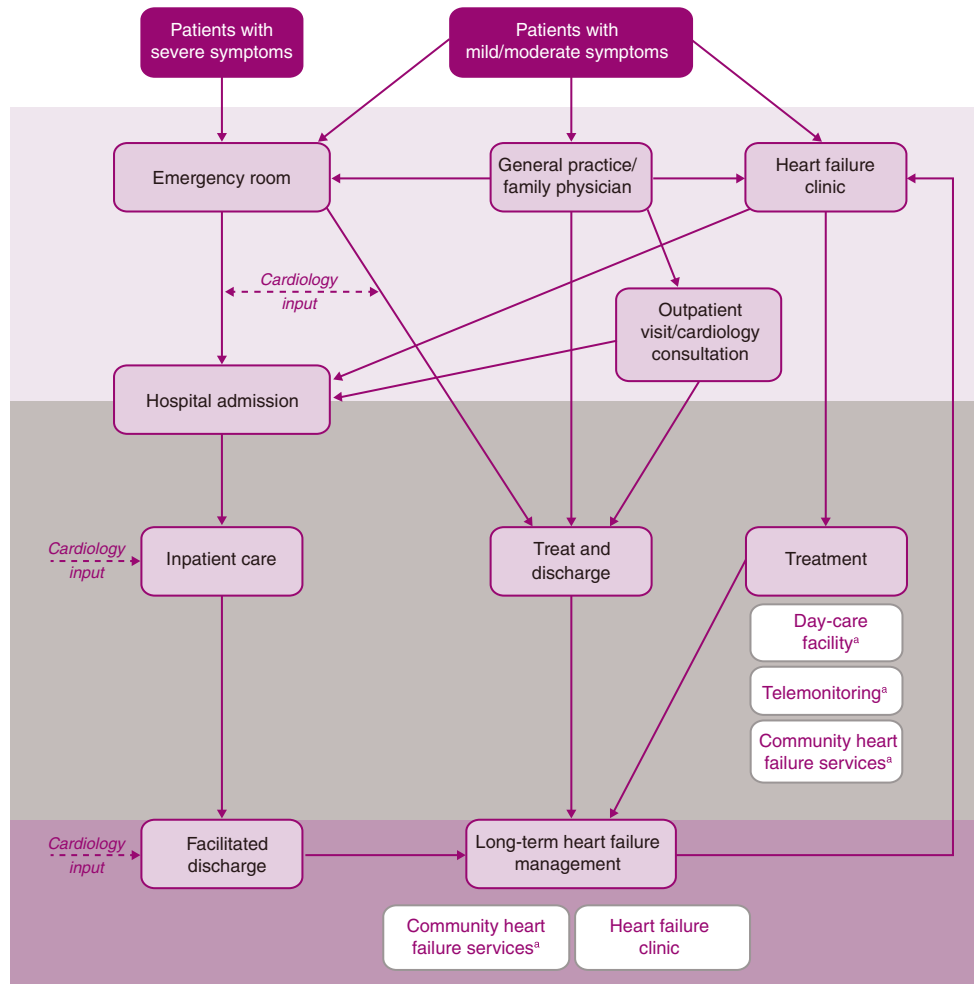 Patients with
severe symptoms
Patients with
mild/moderate symptoms
Emergency room
General practice/
family physician
Heart failure
clinic
Cardiology
input
Outpatient
visit/cardiology
consultation
Hospital admission
Cardiology
input
Inpatient care
Treat and
discharge
Treatment
Day-care
facilityᵃ
Telemonitoringᵃ
Community heart
failure servicesᵃ
Cardiology
input
Facilitated
discharge
Long-term heart failure
management
Community heart
failure servicesᵃ
Heart failure
clinic